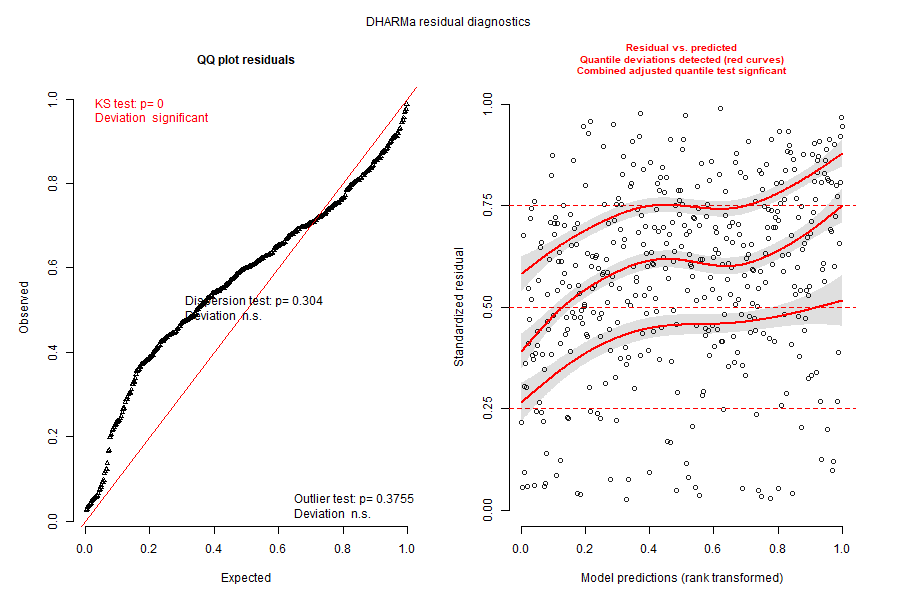 DHARMa residual diagnostics
QQ plot residuals
KS test: p= 0
Deviation  significant
Dispersion test: p= 0.304
Deviation  n.s.
Outlier test: p= 0.3755
Deviation  n.s.
Observed
0.0
0.2
0.4
0.6
0.8
1.0
0.0 0.2 0.4 0.6 0.8 1.0
Expected
Residual vs. predicted
Quantile deviations detected (red curves)
Combined adjusted quantile test signficant
Standardized residual
1.00
0.75
0.50
0.25
0.00
0.0 0.2 0.4 0.6 0.8 1.0
Model predictions (rank transformed)